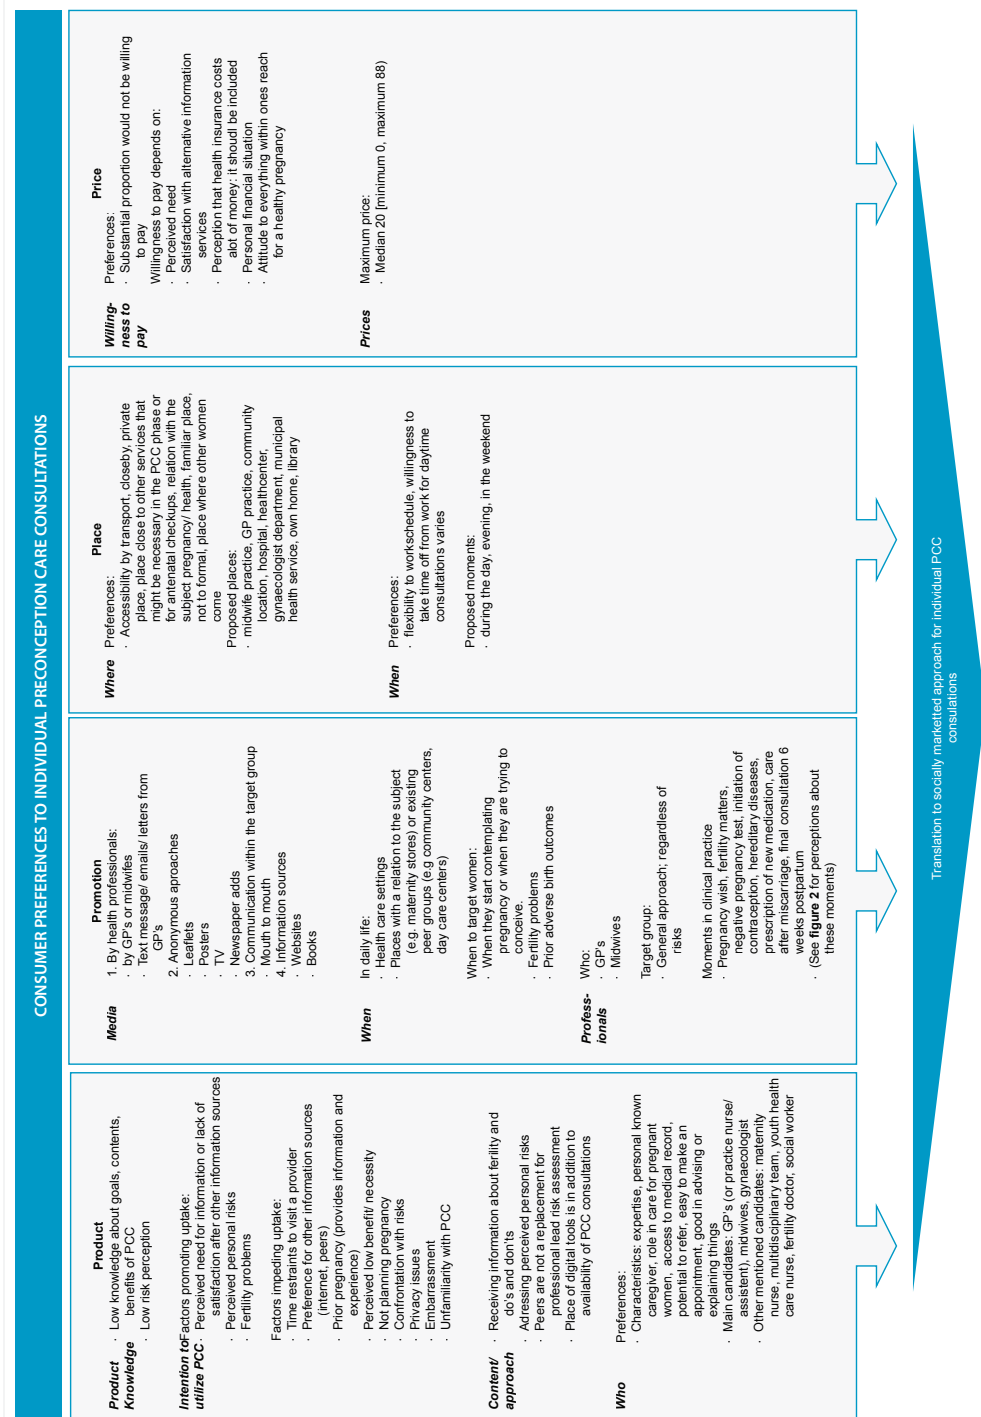 CONSUMER PREFERENCES TO INDIVIDUAL PRECONCEPTION CARE CONSULTATIONS
Product
Product
Knowledge
· Low knowledge about goals, contents,
benefits of PCC
· Low risk perception
Intention to
utilize PCC
Factors promoting uptake:
· Perceived need for information or lack of
satisfaction after other information sources
· Perceived personal risks
· Fertility problems
Factors impeding uptake:
· Time restraints to visit a provider
· Preference for other information sources
(internet, peers)
· Prior pregnancy (provides information and
experience)
· Perceived low benefit/ necessity
· Not planning pregnancy
· Confrontation with risks
· Privacy issues
· Embarrassment
· Unfamiliarity with PCC
Content/
approach
· Receiving information about ferility and
do's and don'ts
· Adressing perceived personal risks
· Peers are not a replacement for
professional lead risk assessment
· Place of digital tools is in addition to
availability of PCC consultations
Who
Preferences:
· Characteristics: expertise, personal known
caregiver, role in care for pregnant
women, access to medical record,
potential to refer, easy to make an
appointment, good in advising or
explaining things
· Main candidates: GP's (or practice nurse/
assistent), midwives, gynaecologist
· Other mentioned candidates: maternity
nurse, multidisciplinary team, youth health
care nurse, fertility doctor, social worker
Promotion
Media
1. By health professionals:
· by GP's or midwifes
· Text message/ emails/ letters from
GP's
2. Anonymous aproaches
· Leaflets
· Posters
· TV
· Newspaper adds
3. Communication within the target group
· Mouth to mouth
4. Information sources
· Websites
· Books
When
In daily life:
· Health care settings
· Places with a relation to the subject
(e.g. maternity stores) or existing
peer groups (e.g community centers,
day care centers)
When to target women:
· When they start contemplating
pregnancy or when they are trying to
conceive.
· Fertility problems
· Prior adverse birth outcomes
Profess-
ionals
Who:
· GP's
· Midwives
Target group:
· General approach; regardless of
risks
Moments in clinical practice
· Pregnancy wish, fertility matters,
negative pregnancy test, initiation of
contraception, hereditary diseases,
prescription of new medication, care
after miscarriage, final consultation 6
weeks postpartum
· (See figure 2 for perceptions about
these moments)
Place
Where
Preferences:
· Accessibility by transport, closeby, private
place, place close to other services that
might be necessary in the PCC phase or
for antenatal checkups, relation with the
subject pregnancy/ health, familiar place,
not to formal, place where other women
come
Proposed places:
· midwife practice, GP practice, community
location, hospital, healthcenter,
gynaecologist department, municipal
health service, own home, library
When
Preferences:
· flexibility to workschedule, willingness to
take time off from work for daytime
consultations varies
Proposed moments:
· during the day, evening, in the weekend
Price
Willing-
ness to
pay
Preferences:
· Substantial proportion would not be willing
to pay
Willingness to pay depends on:
· Perceived need
· Satisfaction with alternative information
services
· Perception that health insurance costs
alot of money: it shoudl be included
· Personal financial situation
· Attitude to everything within ones reach
for a healthy pregnancy
Prices
Maximum price:
· Median 20 [minimum 0, maximum 88)
Translation to socially marketted approach for individual PCC
consulations